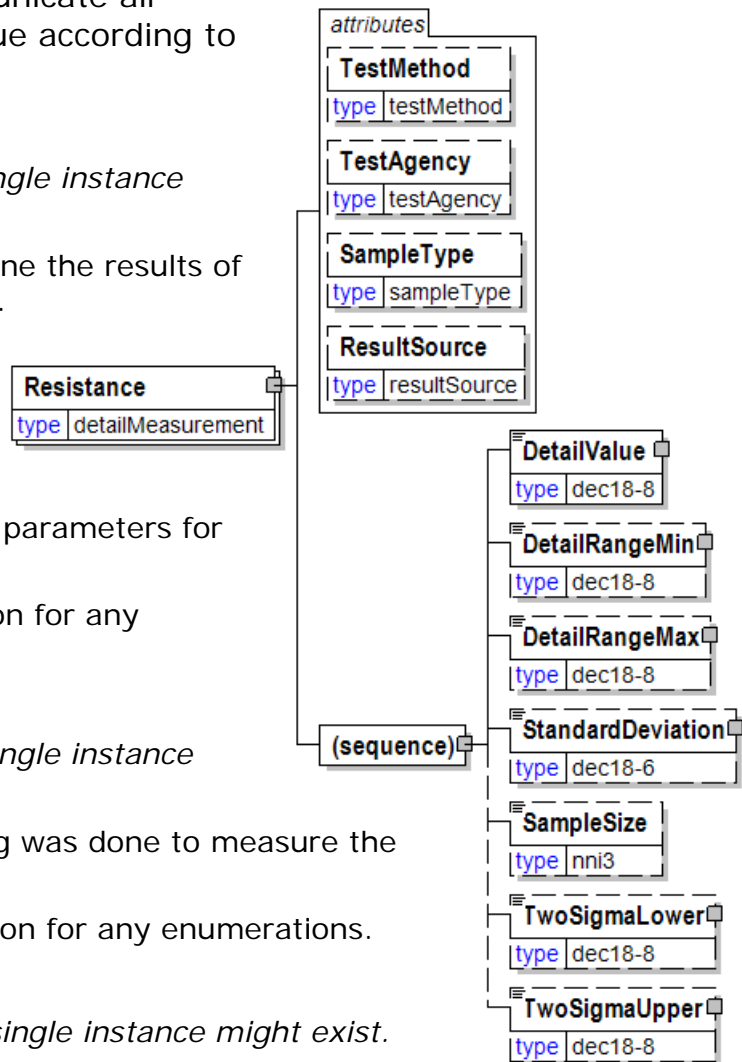 unicate all
ue according to
ngle instance
ne the results of
.
parameters for
on for any
ngle instance
g was done to measure the
on for any enumerations.
single instance might exist.
Resistance
type detailMeasurement
attributes
TestMethod
type testMethod
TestAgency
type testAgency
SampleType
type sampleType
ResultSource
type resultSource
(sequence)
DetailValue
type dec18-8
DetailRangeMin
type dec18-8
DetailRangeMax
type dec18-8
StandardDeviation
type dec18-6
SampleSize
type nni3
TwoSigmaLower
type dec18-8
TwoSigmaUpper
type dec18-8